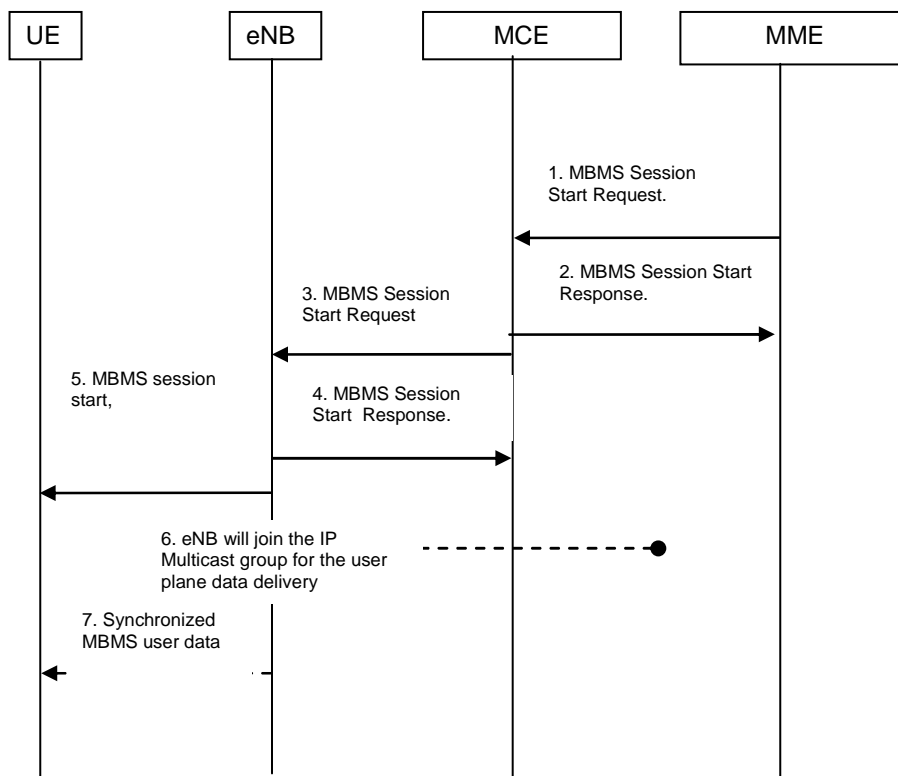 UE
eNB
MCE
MME
1. MBMS Session
Start Request.
2. MBMS Session Start
Response.
3. MBMS Session
Start Request
4. MBMS Session
Start Response.
5. MBMS session
start,
6. eNB will join the IP
Multicast group for the user
plane data delivery
7. Synchronized
MBMS user data